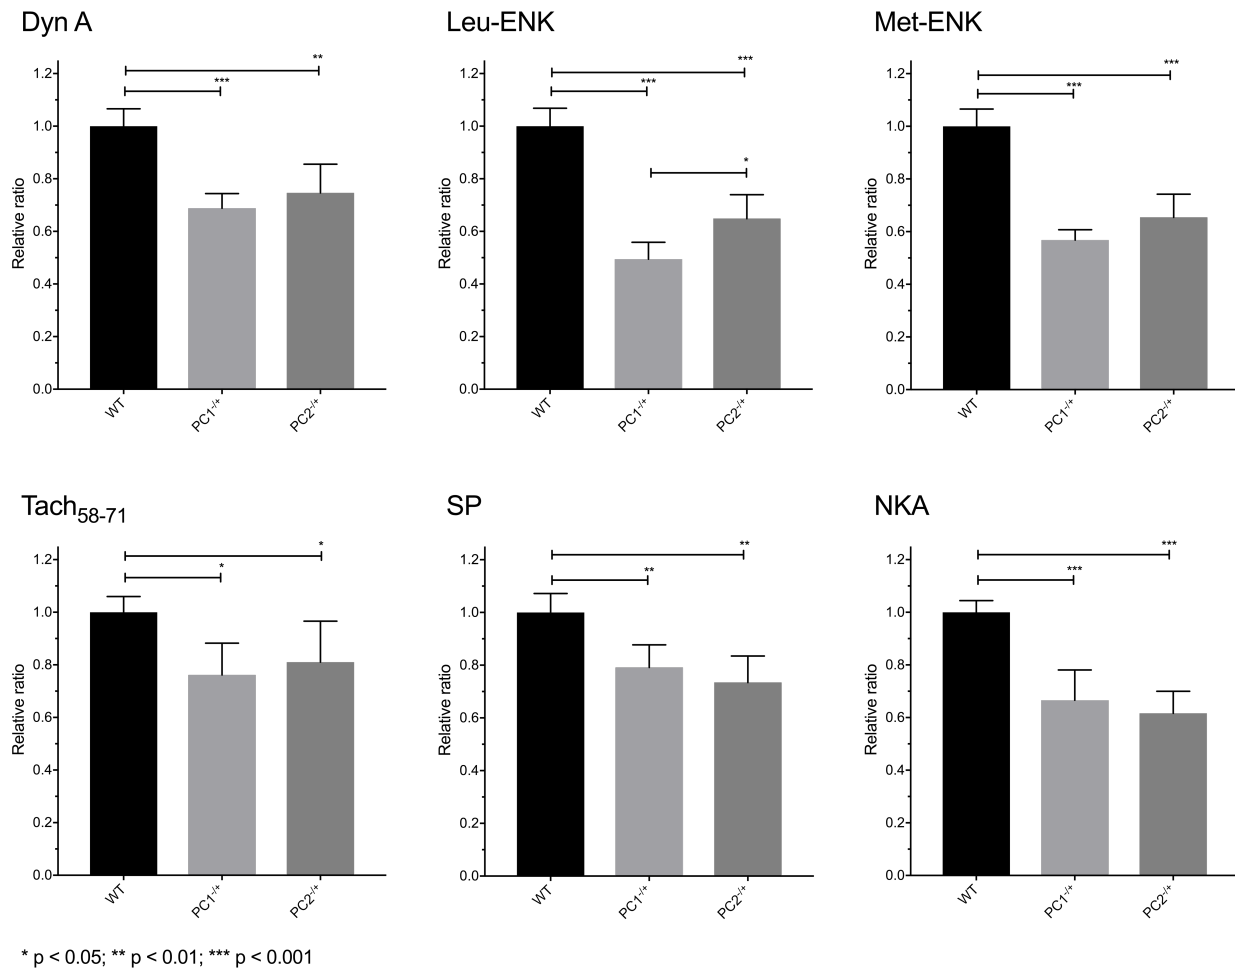 Dyn A
Leu-ENK
Met-ENK
** *** *** *** *** ***
*
1.2 1.2 1.2
1.0 1.0 1.0
0.8 0.8 0.8
0.6 0.6 0.6
0.4 0.4 0.4
0.2 0.2 0.2
0.0 0.0 0.0
Relative ratio Relative ratio Relative ratio
WT PC1-/+ PC2-/+ WT PC1-/+ PC2-/+ WT PC1-/+ PC2-/+
Tach58-71
SP
NKA
* * ** ** *** ***
1.2 1.2 1.2
1.0 1.0 1.0
0.8 0.8 0.8
0.6 0.6 0.6
0.4 0.4 0.4
0.2 0.2 0.2
0.0 0.0 0.0
Relative ratio Relative ratio Relative ratio
WT PC1-/+ PC2-/+ WT PC1-/+ PC2-/+ WT PC1-/+ PC2-/+
* p < 0.05; ** p < 0.01; *** p < 0.001